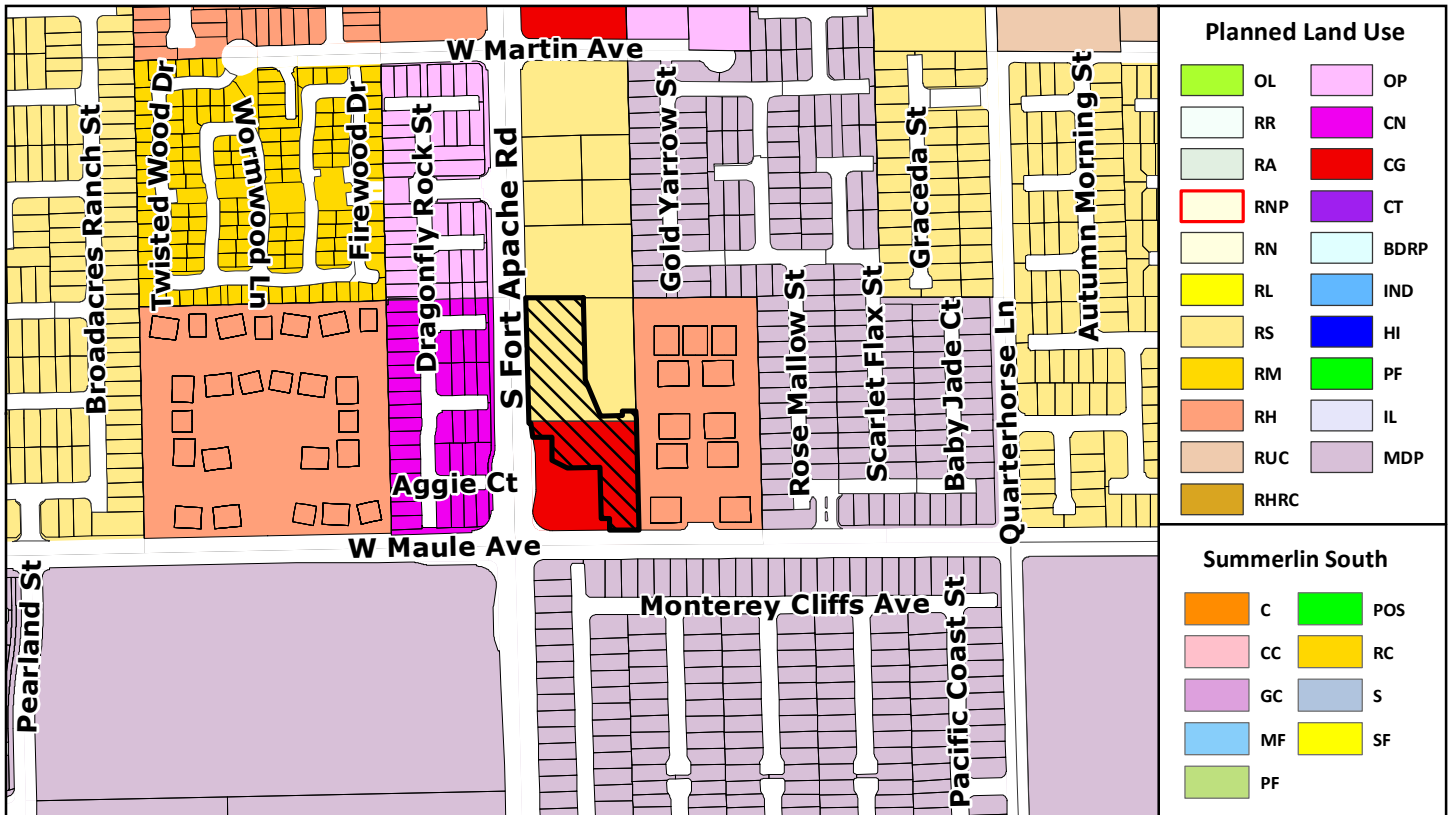 W Martin Ave
Broadacres Ranch St
Twisted Wood Dr
Wormwood Ln
Firewood Dr
Dragonfly Rock St
S Fort Apache Rd
Gold Yarrow St
Rose Mallow St
Scarlet Flax St
Graceda St
Baby Jade Ct
Quarterhorse Ln
Autumn Morning St
Aggie Ct
W Maule Ave
Pearland St
Monterey Cliffs Ave
Pacific Coast St
Planned Land Use
OL
OP
RR
CN
RA
CG
RNP
CT
RN
BDRP
RL
IND
RS
HI
RM
PF
RH
IL
RUC
MDP
RHRC
Summerlin South
C
POS
CC
RC
GC
S
MF
SF
PF